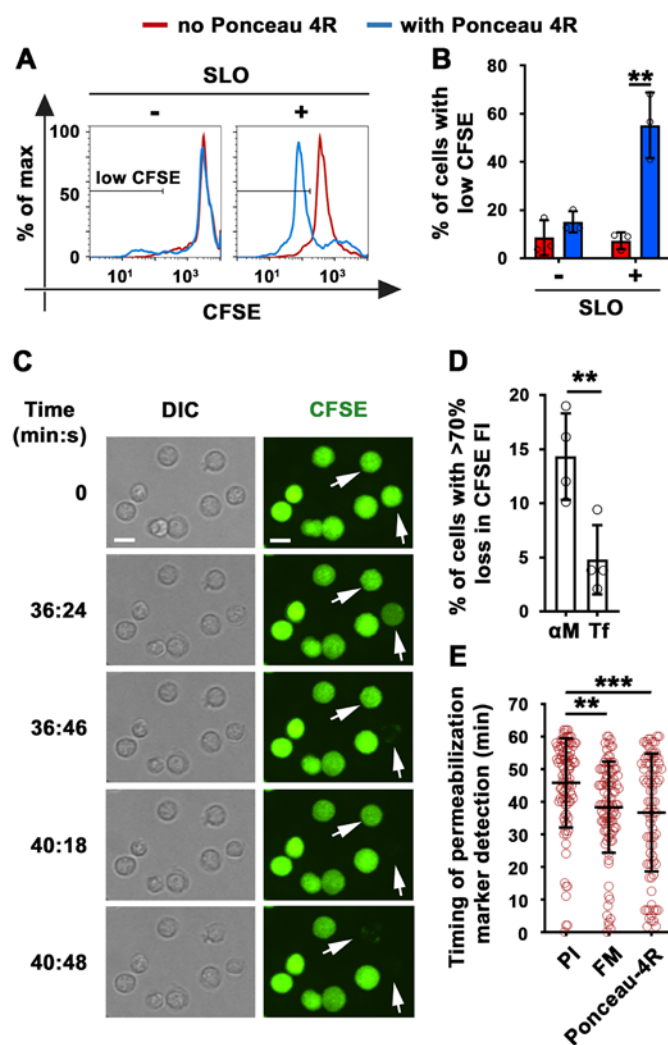 no Ponceau 4R with Ponceau 4R
A
SLO
- +
% of max
100
50
0
low CFSE
10¹ 10³ 10¹ 10³
CFSE
B
% of cells with
low CFSE
80
60
40
20
0
**
- +
SLO
C
Time
(min:s)
DIC CFSE
0
36:24
36:46
40:18
40:48
D
% of cells with >70%
loss in CFSE FI
20
15
10
5
0
**
αM Tf
E
Timing of permeabilization
marker detection (min)
70
60
50
40
30
20
10
0
***
**
PI FM Ponceau-4R